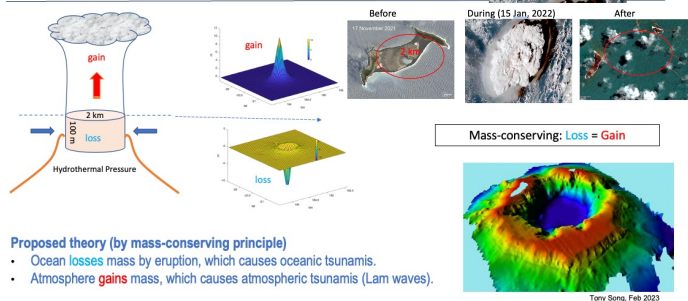 Before
During (15 Jan, 2022)
After
gain
gain
17 November 2021
2 km
2 km
100 m
loss
Mass-conserving: Loss = Gain
Hydrothermal Pressure
loss
Proposed theory (by mass-conserving principle)
• Ocean losses mass by eruption, which causes oceanic tsunamis.
• Atmosphere gains mass, which causes atmospheric tsunamis (Lam waves).
Tony Song, Feb 2023